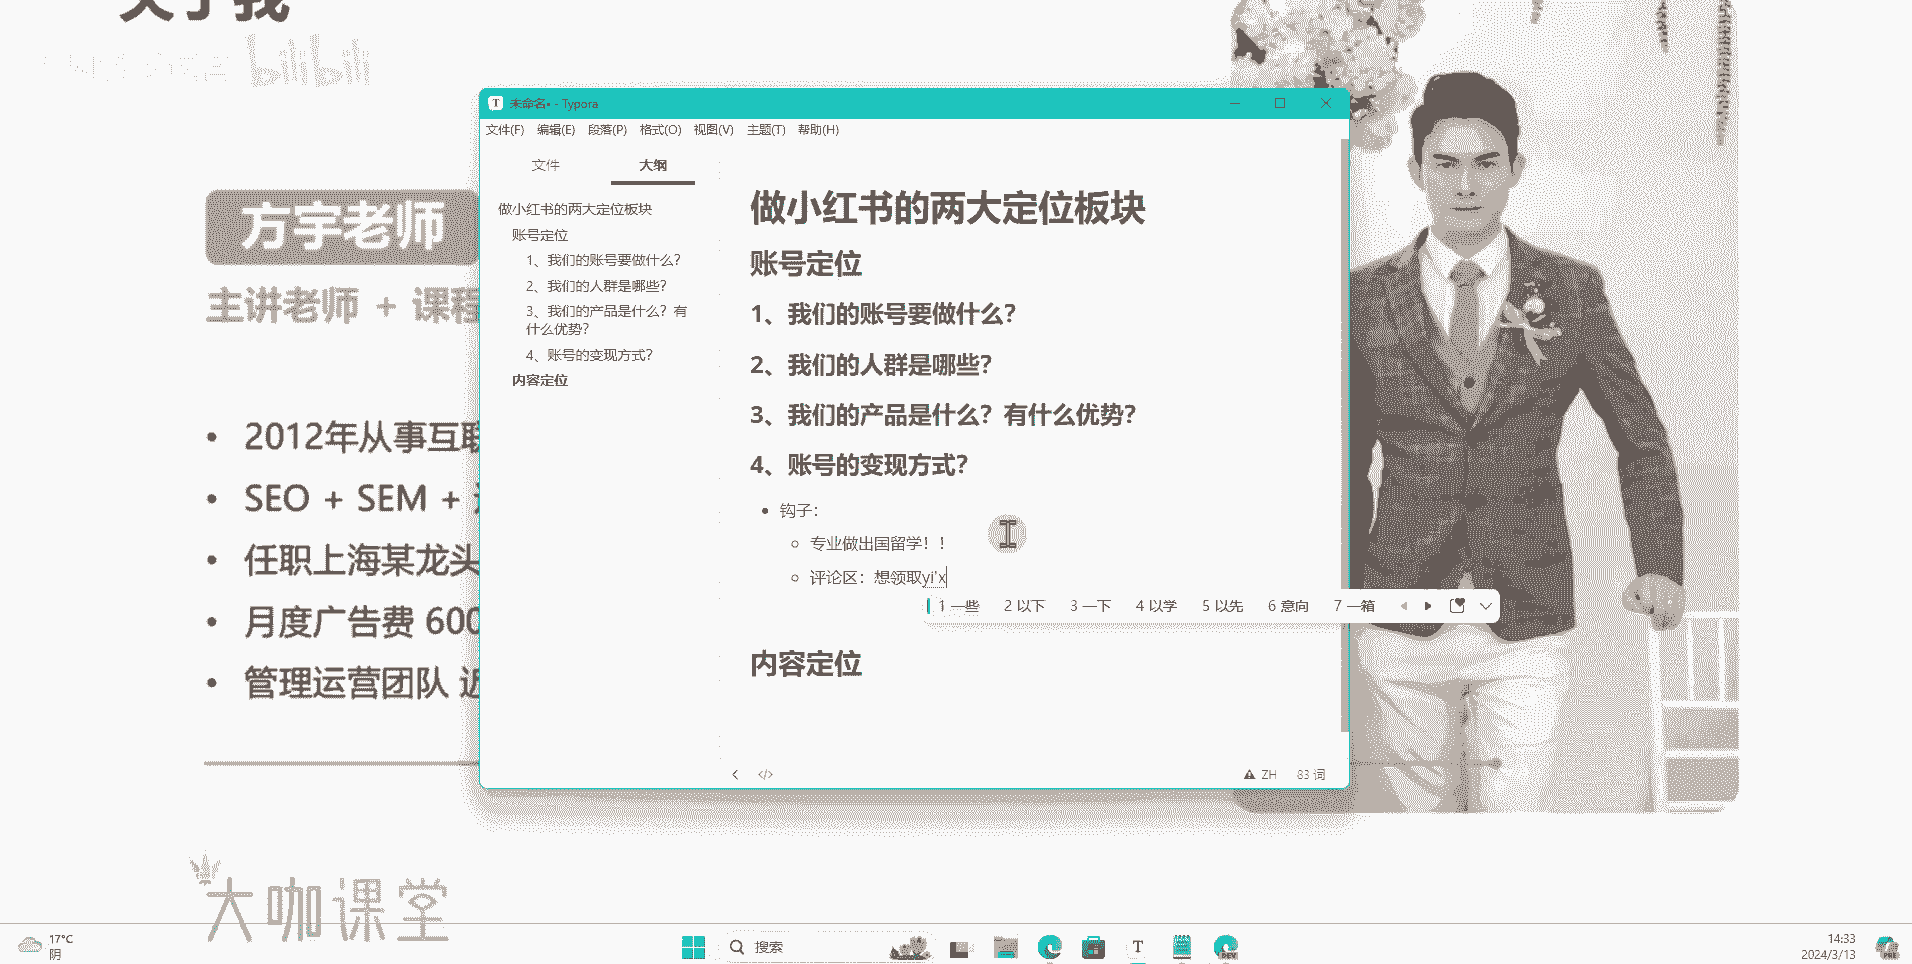 关于我
bilibili
未命名• - Typora
文件(F) 编辑(E) 段落(P) 格式(O) 视图(V) 主题(T) 帮助(H)
文件 大纲
做小红书的两大定位板块
账号定位
1、我们的账号要做什么？
2、我们的人群是哪些？
3、我们的产品是什么？有
什么优势？
4、账号的变现方式？
内容定位
做小红书的两大定位板块
账号定位
1、我们的账号要做什么？
2、我们的人群是哪些？
3、我们的产品是什么？有什么优势？
4、账号的变现方式？
钩子：
专业做出国留学！！
评论区：想领取yi'x
1 一些 2 以下 3 一下 4 以学 5 以先 6 意向 7 一箱
内容定位
ZH 83 词
方宇老师
主讲老师 + 课程
• 2012年从事互联
• SEO + SEM +
• 任职上海某龙头
• 月度广告费 600
• 管理运营团队 近
大咖课堂
17°C
阴
搜索
14:33
2024/3/13